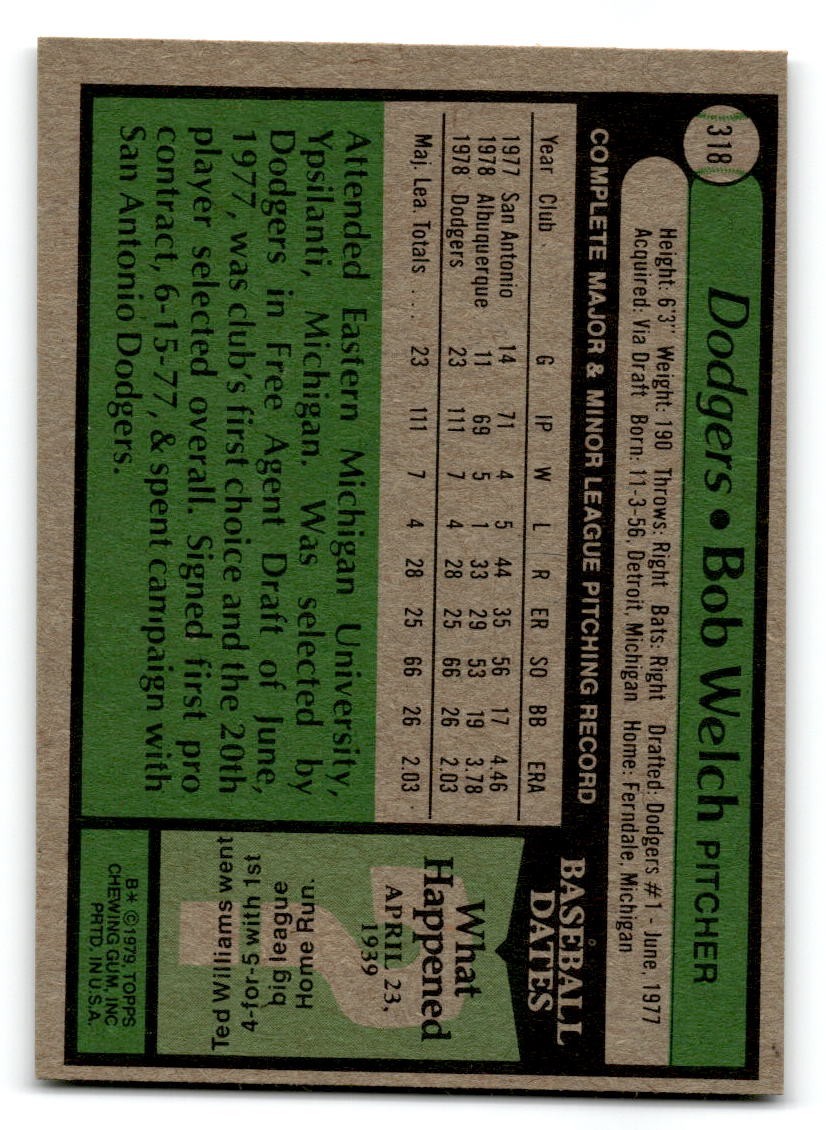 318
Dodgers • Bob Welch PITCHER
Height: 6'3" Weight: 190 Throws: Right Bats: Right Drafted: Dodgers #1 - June, 1977
Acquired: Via Draft Born: 11-3-56, Detroit, Michigan Home: Ferndale, Michigan
COMPLETE MAJOR & MINOR LEAGUE PITCHING RECORD
Year Club G IP W L R ER SO BB ERA
1977 San Antonio 14 71 4 5 44 35 56 17 4.46
1978 Albuquerque 11 69 5 1 33 29 53 19 3.78
1978 Dodgers 23 111 7 4 28 25 66 26 2.03
Maj. Lea. Totals .... 23 111 7 4 28 25 66 26 2.03
Attended Eastern Michigan University,
Ypsilanti, Michigan. Was selected by
Dodgers in Free Agent Draft of June,
1977, was club's first choice and the 20th
player selected overall. Signed first pro
contract, 6-15-77, & spent campaign with
San Antonio Dodgers.
BASEBALL
DATES
What
Happened
APRIL 23,
1939
?
Ted Williams went
4-for-5 with 1st
big league
Home Run.
B* ©1979, TOPPS
CHEWING GUM, INC
PRTD. IN U.S.A.